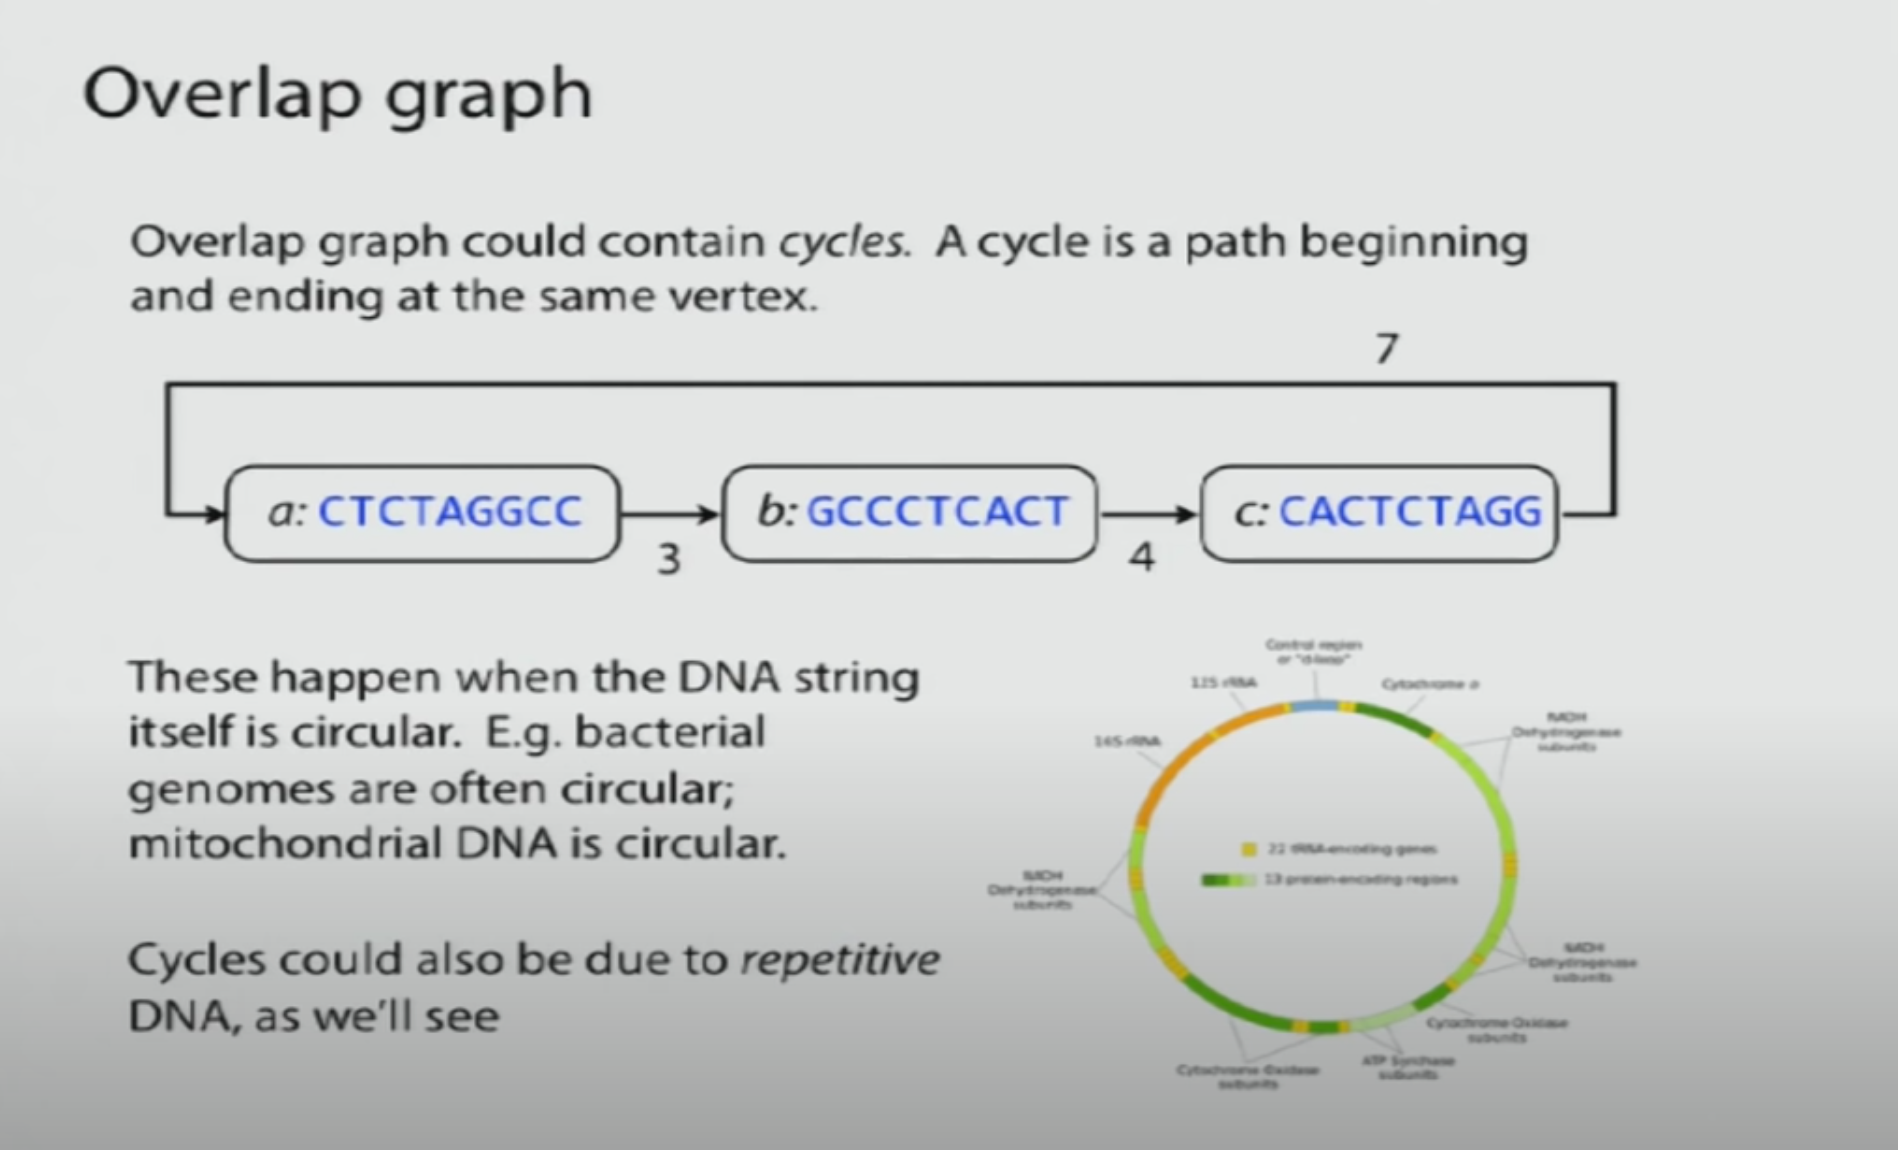 Overlap graph
Overlap graph could contain cycles. A cycle is a path beginning
and ending at the same vertex.
7
a: CTCTAGGCC
3
b: GCCCTCACT
4
c: CACTCTAGG
These happen when the DNA string
itself is circular. E.g. bacterial
genomes are often circular;
mitochondrial DNA is circular.
Cycles could also be due to repetitive
DNA, as we'll see
Control region
or "d-loop"
12S rRNA
Cytochrome b
16S rRNA
NADH
Dehydrogenase
subunits
22 tRNA-encoding genes
13 protein-encoding regions
NADH
Dehydrogenase
subunits
NADH
Dehydrogenase
subunits
Cytochrome Oxidase
subunits
ATP Synthase
subunits
Cytochrome Oxidase
subunits